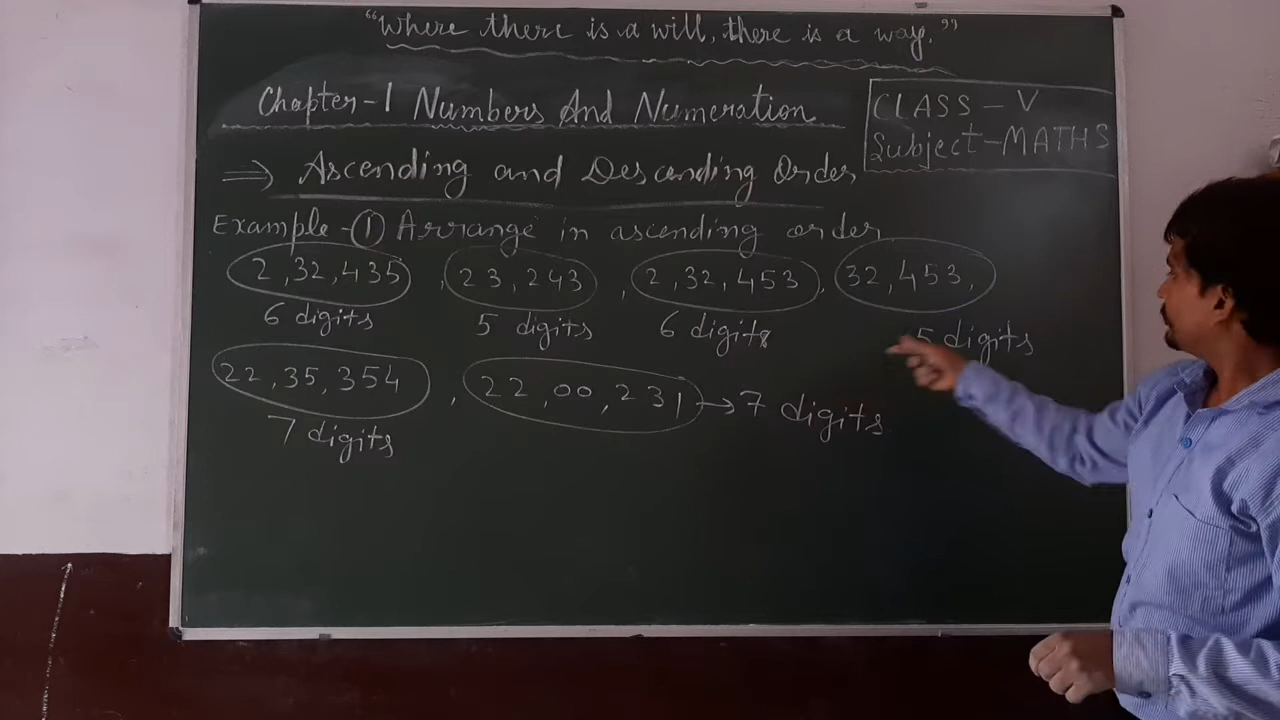 “Where there is a will, there is a way.”
Chapter-1 Numbers And Numeration
CLASS - V
Subject-MATHS
⇒ Ascending and Descending Order
Example-① Arrange in ascending order
2,32,435 , 23,243 , 2,32,453 , 32,453,
6 digits 5 digits 6 digits 5 digits
22,35,354 , 22,00,231 → 7 digits
7 digits